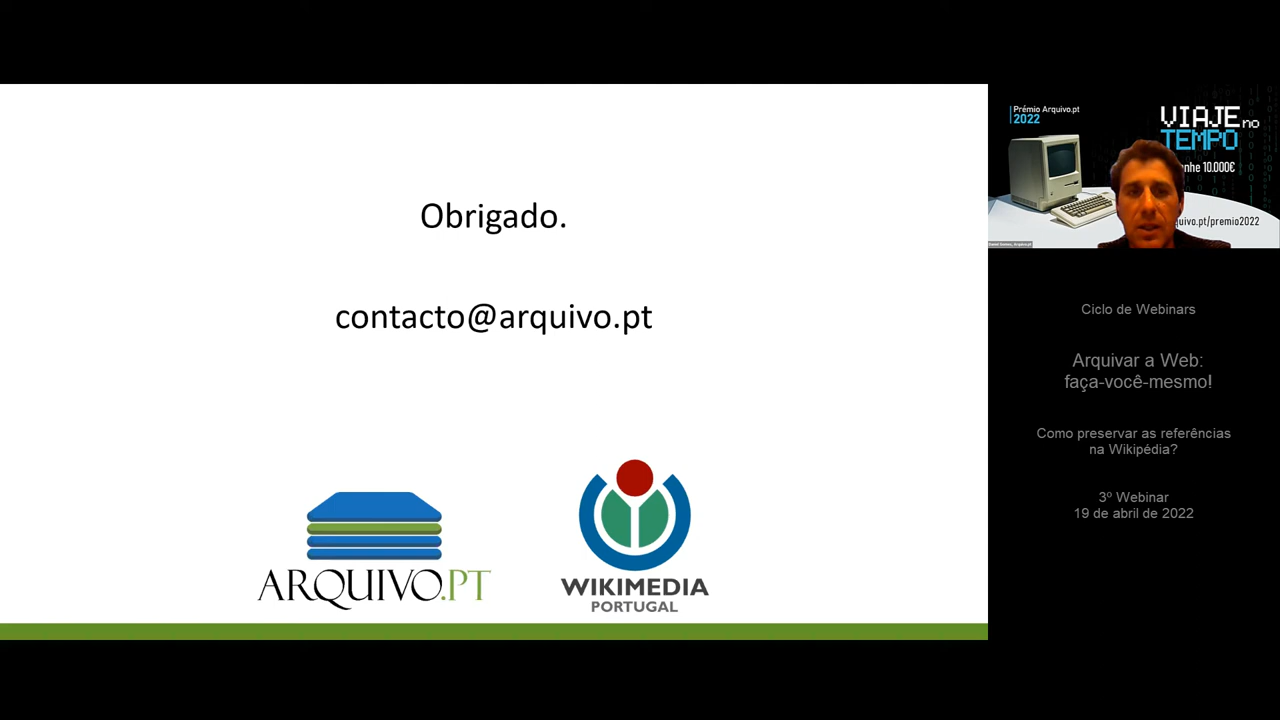 Obrigado.
contacto@arquivo.pt
ARQUIVO.PT
WIKIMEDIA
PORTUGAL
Prémio Arquivo.pt
2022
VIAJE no
TEMPO
nhe 10.000€
quivo.pt/premio2022
Ciclo de Webinars
Arquivar a Web:
faça-você-mesmo!
Como preservar as referências
na Wikipédia?
3º Webinar
19 de abril de 2022